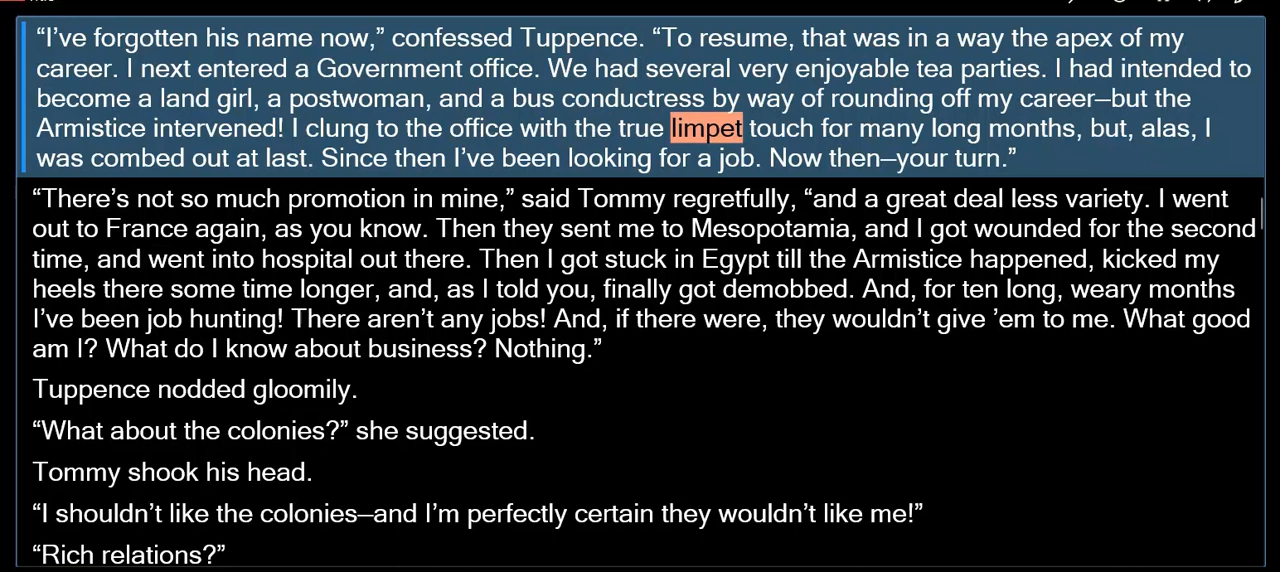 “I’ve forgotten his name now,” confessed Tuppence. “To resume, that was in a way the apex of my
career. I next entered a Government office. We had several very enjoyable tea parties. I had intended to
become a land girl, a postwoman, and a bus conductress by way of rounding off my career—but the
Armistice intervened! I clung to the office with the true limpet touch for many long months, but, alas, I
was combed out at last. Since then I’ve been looking for a job. Now then—your turn.”
“There’s not so much promotion in mine,” said Tommy regretfully, “and a great deal less variety. I went
out to France again, as you know. Then they sent me to Mesopotamia, and I got wounded for the second
time, and went into hospital out there. Then I got stuck in Egypt till the Armistice happened, kicked my
heels there some time longer, and, as I told you, finally got demobbed. And, for ten long, weary months
I’ve been job hunting! There aren’t any jobs! And, if there were, they wouldn’t give ’em to me. What good
am I? What do I know about business? Nothing.”
Tuppence nodded gloomily.
“What about the colonies?” she suggested.
Tommy shook his head.
“I shouldn’t like the colonies—and I’m perfectly certain they wouldn’t like me!”
“Rich relations?”